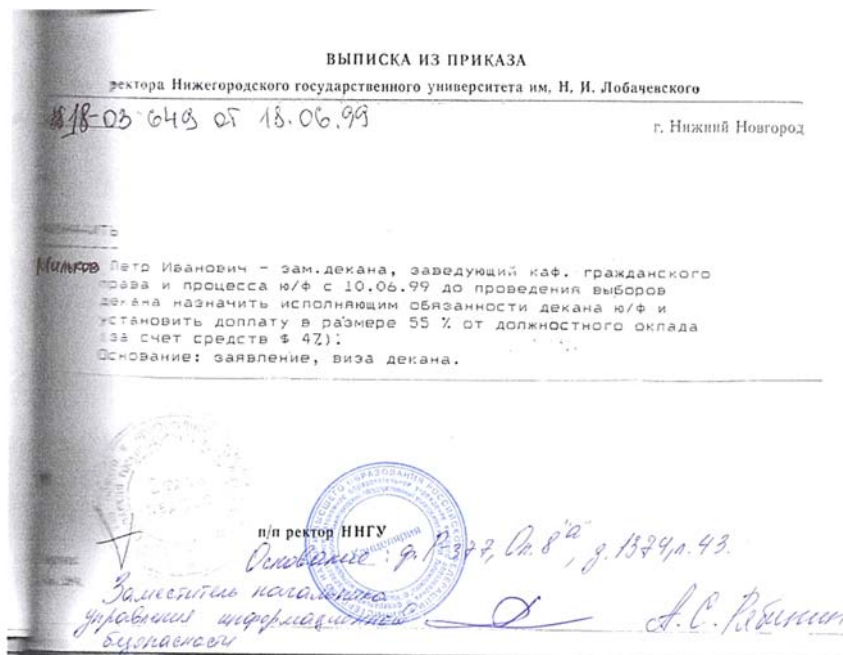 ВЫПИСКА ИЗ ПРИКАЗА
ректора Нижегородского государственного университета им. Н. И. Лобачевского
18-03 649 от 18.06.99
г. Нижний Новгород
Петр Иванович - зам.декана, заведующий каф. гражданского
права и процесса ю/ф с 10.06.99 до проведения выборов
декана назначить исполняющим обязанности декана ю/ф и
установить доплату в размере 55 % от должностного оклада
за счет средств
Основание: заявление, виза декана.
п/п ректор ННГУ
Канцелярия
Основание: ф. Р-377, Оп. 8 "а", д. 1374, л. 43.
Заместитель начальника
управления информационной
безопасности
А. С. Рябинин